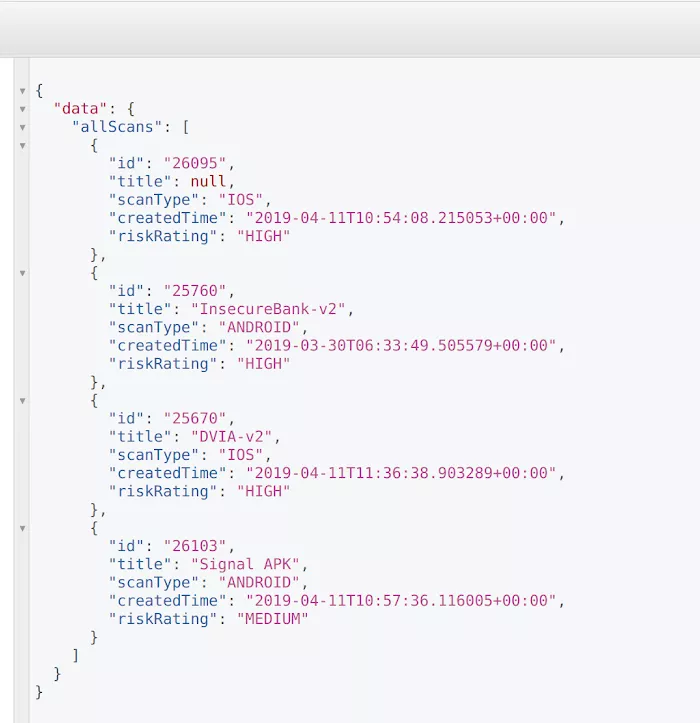 {
"data": {
"allScans": [
{
"id": "26095",
"title": null,
"scanType": "IOS",
"createdTime": "2019-04-11T10:54:08.215053+00:00",
"riskRating": "HIGH"
},
{
"id": "25760",
"title": "InsecureBank-v2",
"scanType": "ANDROID",
"createdTime": "2019-03-30T06:33:49.505579+00:00",
"riskRating": "HIGH"
},
{
"id": "25670",
"title": "DVIA-v2",
"scanType": "IOS",
"createdTime": "2019-04-11T11:36:38.903289+00:00",
"riskRating": "HIGH"
},
{
"id": "26103",
"title": "Signal APK",
"scanType": "ANDROID",
"createdTime": "2019-04-11T10:57:36.116005+00:00",
"riskRating": "MEDIUM"
}
]
}
}